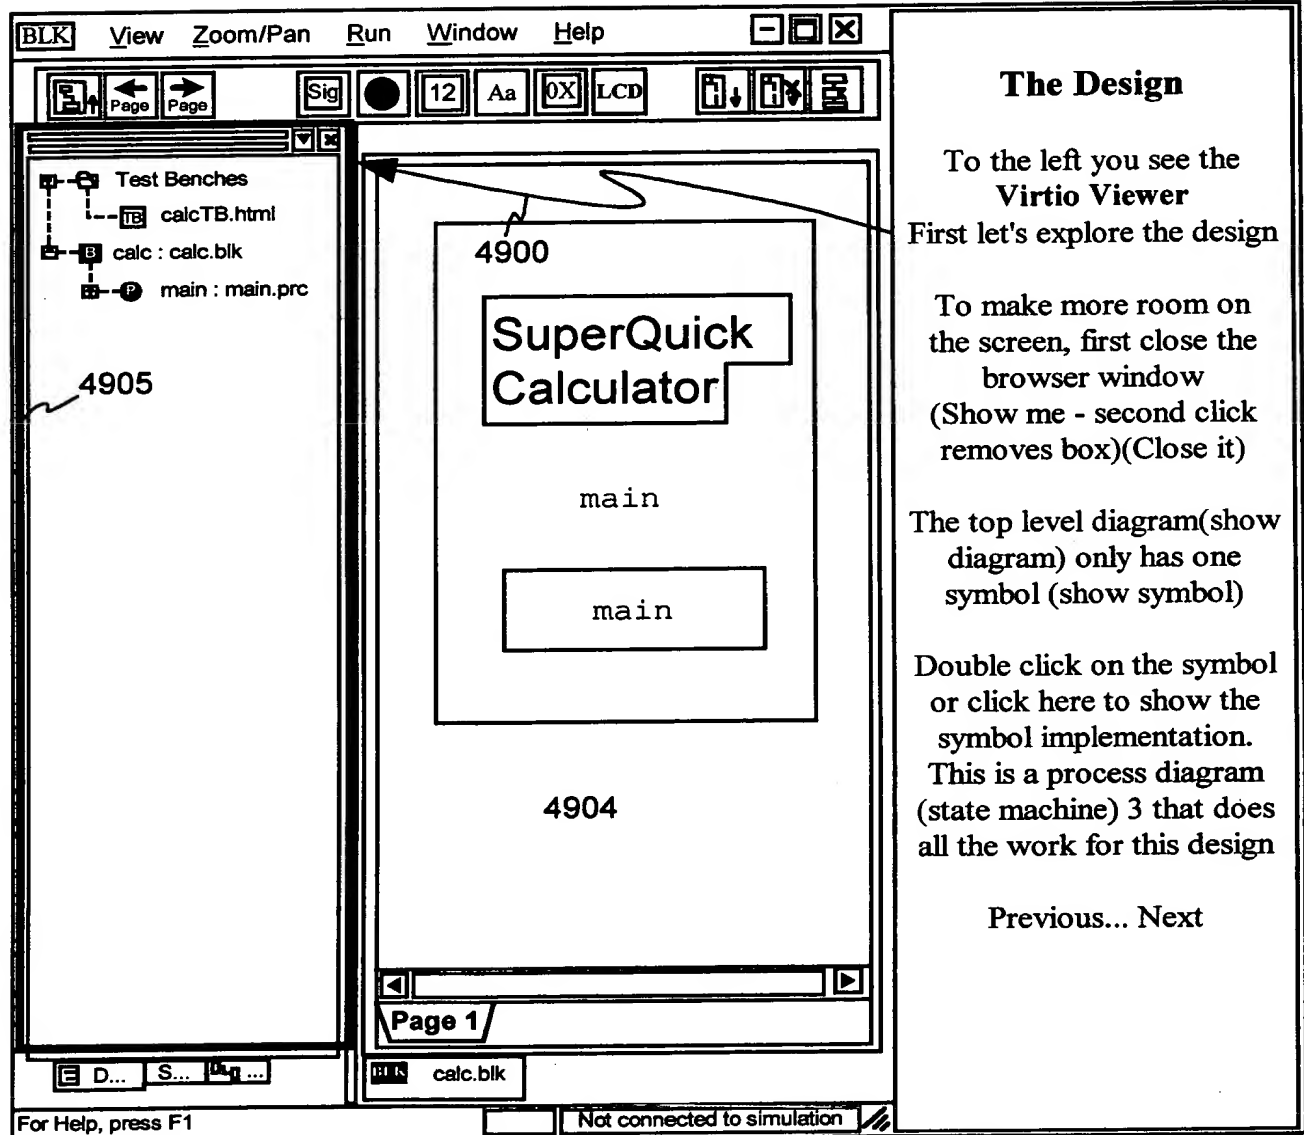 BLK View Zoom/Pan Run Window Help
Page Page Sig 12 Aa 0X LCD
Test Benches
TB calcTB.html
B calc : calc.blk
P main : main.prc
4905
4900
SuperQuick
Calculator
main
main
4904
Page 1
D... S... ...
BLK calc.blk
For Help, press F1
Not connected to simulation
The Design
To the left you see the
Virtio Viewer
First let's explore the design
To make more room on
the screen, first close the
browser window
(Show me - second click
removes box)(Close it)
The top level diagram(show
diagram) only has one
symbol (show symbol)
Double click on the symbol
or click here to show the
symbol implementation.
This is a process diagram
(state machine) 3 that does
all the work for this design
Previous... Next